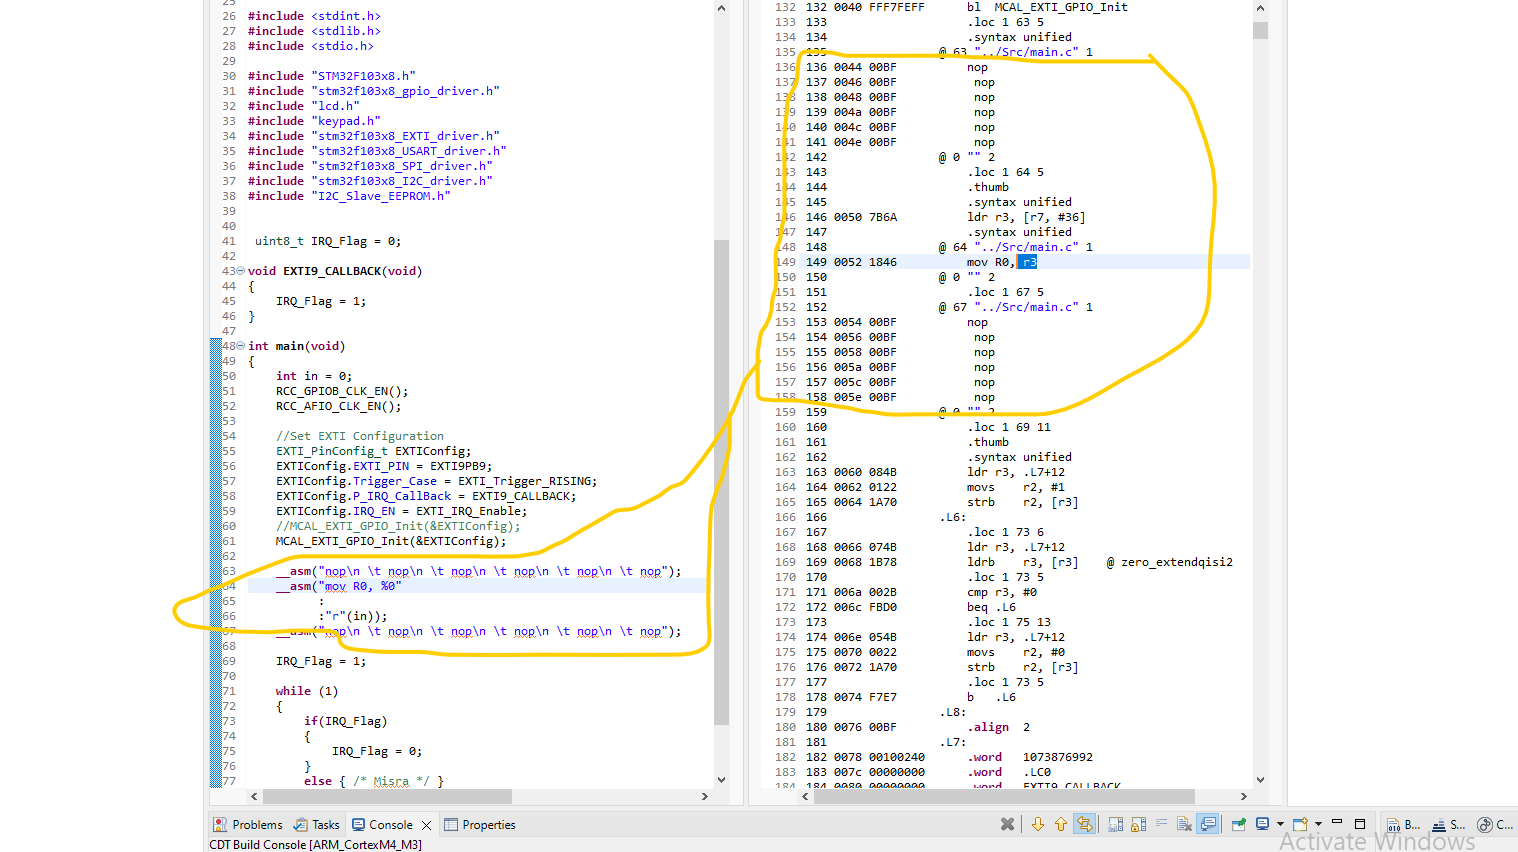 25
26 #include <stdint.h>
27 #include <stdlib.h>
28 #include <stdio.h>
29
30 #include "STM32F103x8.h"
31 #include "stm32f103x8_gpio_driver.h"
32 #include "lcd.h"
33 #include "keypad.h"
34 #include "stm32f103x8_EXTI_driver.h"
35 #include "stm32f103x8_USART_driver.h"
36 #include "stm32f103x8_SPI_driver.h"
37 #include "stm32f103x8_I2C_driver.h"
38 #include "I2C_Slave_EEPROM.h"
39
40
41 uint8_t IRQ_Flag = 0;
42
43 void EXTI9_CALLBACK(void)
44 {
45 IRQ_Flag = 1;
46 }
47
48 int main(void)
49 {
50 int in = 0;
51 RCC_GPIOB_CLK_EN();
52 RCC_AFIO_CLK_EN();
53
54 //Set EXTI Configuration
55 EXTI_PinConfig_t EXTIConfig;
56 EXTIConfig.EXTI_PIN = EXTI9PB9;
57 EXTIConfig.Trigger_Case = EXTI_Trigger_RISING;
58 EXTIConfig.P_IRQ_CallBack = EXTI9_CALLBACK;
59 EXTIConfig.IRQ_EN = EXTI_IRQ_Enable;
60 //MCAL_EXTI_GPIO_Init(&EXTIConfig);
61 MCAL_EXTI_GPIO_Init(&EXTIConfig);
62
63 __asm("nop\n \t nop\n \t nop\n \t nop\n \t nop\n \t nop");
64 __asm("mov R0, %0"
65 :
66 :"r"(in));
67 __asm("nop\n \t nop\n \t nop\n \t nop\n \t nop\n \t nop");
68
69 IRQ_Flag = 1;
70
71 while (1)
72 {
73 if(IRQ_Flag)
74 {
75 IRQ_Flag = 0;
76 }
77 else { /* Misra */ }
132 132 0040 FFF7FEFF bl MCAL_EXTI_GPIO_Init
133 133 .loc 1 63 5
134 134 .syntax unified
135 135 @ 63 "../Src/main.c" 1
136 136 0044 00BF nop
137 137 0046 00BF nop
138 138 0048 00BF nop
139 139 004a 00BF nop
140 140 004c 00BF nop
141 141 004e 00BF nop
142 142 @ 0 "" 2
143 143 .loc 1 64 5
144 144 .thumb
145 145 .syntax unified
146 146 0050 7B6A ldr r3, [r7, #36]
147 147 .syntax unified
148 148 @ 64 "../Src/main.c" 1
149 149 0052 1846 mov R0, r3
150 150 @ 0 "" 2
151 151 .loc 1 67 5
152 152 @ 67 "../Src/main.c" 1
153 153 0054 00BF nop
154 154 0056 00BF nop
155 155 0058 00BF nop
156 156 005a 00BF nop
157 157 005c 00BF nop
158 158 005e 00BF nop
159 159 @ 0 "" 2
160 160 .loc 1 69 11
161 161 .thumb
162 162 .syntax unified
163 163 0060 084B ldr r3, .L7+12
164 164 0062 0122 movs r2, #1
165 165 0064 1A70 strb r2, [r3]
166 166 .L6:
167 167 .loc 1 73 6
168 168 0066 074B ldr r3, .L7+12
169 169 0068 1B78 ldrb r3, [r3] @ zero_extendqisi2
170 170 .loc 1 73 5
171 171 006a 002B cmp r3, #0
172 172 006c FBD0 beq .L6
173 173 .loc 1 75 13
174 174 006e 054B ldr r3, .L7+12
175 175 0070 0022 movs r2, #0
176 176 0072 1A70 strb r2, [r3]
177 177 .loc 1 73 5
178 178 0074 F7E7 b .L6
179 179 .L8:
180 180 0076 00BF .align 2
181 181 .L7:
182 182 0078 00100240 .word 1073876992
183 183 007c 00000000 .word .LC0
184 184 0080 00000000 .word EXTI9_CALLBACK
Problems Tasks Console Properties
B... S... C...
CDT Build Console [ARM_CortexM4_M3]
Activate Windows